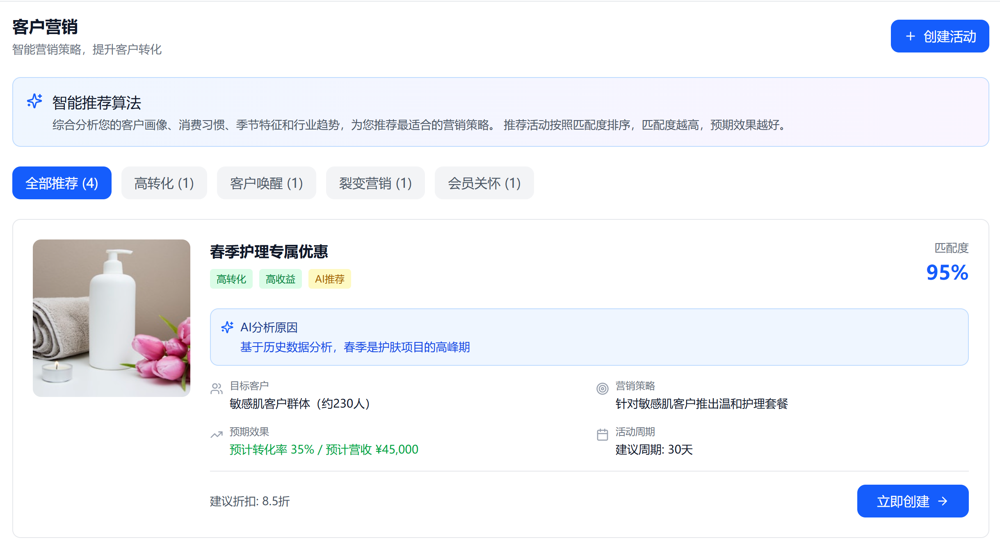 客户营销
智能营销策略，提升客户转化
创建活动
智能推荐算法
综合分析您的客户画像、消费习惯、季节特征和行业趋势，为您推荐最适合的营销策略。 推荐活动按照匹配度排序，匹配度越高，预期效果越好。
全部推荐 (4)
高转化 (1)
客户唤醒 (1)
裂变营销 (1)
会员关怀 (1)
春季护理专属优惠
匹配度
95%
高转化
高收益
AI推荐
AI分析原因
基于历史数据分析，春季是护肤项目的高峰期
目标客户
敏感肌客户群体（约230人）
营销策略
针对敏感肌客户推出温和护理套餐
预期效果
预计转化率 35% / 预计营收 ¥45,000
活动周期
建议周期: 30天
建议折扣: 8.5折
立即创建